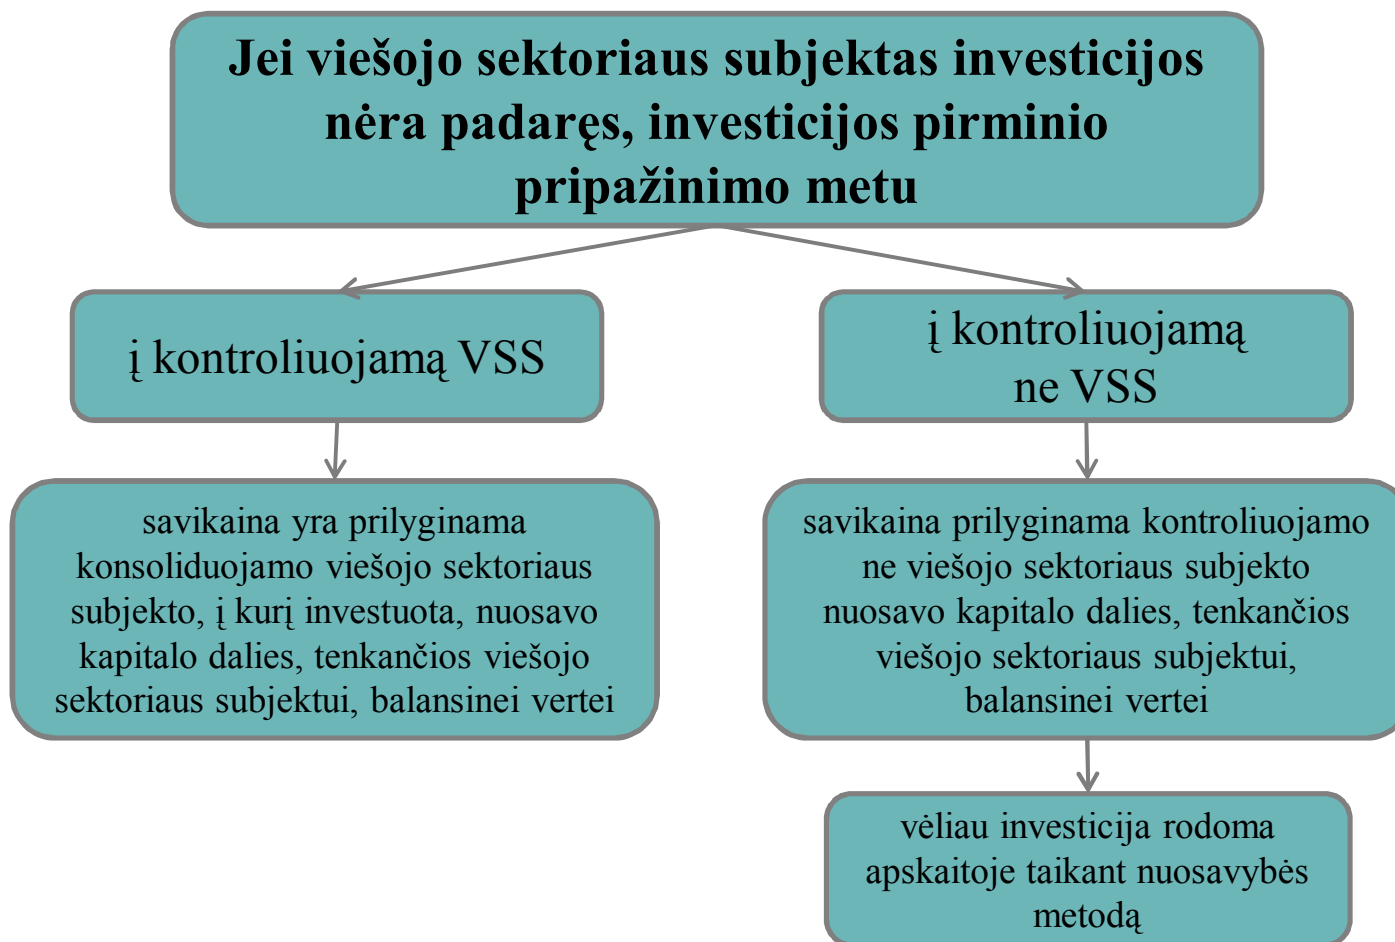 Jei viešojo sektoriaus subjektas investicijos
nėra padaręs, investicijos pirminio
pripažinimo metu
į kontroliuojamą VSS
į kontroliuojamą
ne VSS
savikaina yra prilyginama
konsoliduojamo viešojo sektoriaus
subjekto, į kurį investuota, nuosavo
kapitalo dalies, tenkančios viešojo
sektoriaus subjektui, balansinei vertei
savikaina prilyginama kontroliuojamo
ne viešojo sektoriaus subjekto
nuosavo kapitalo dalies, tenkančios
viešojo sektoriaus subjektui,
balansinei vertei
vėliau investicija rodoma
apskaitoje taikant nuosavybės
metodą